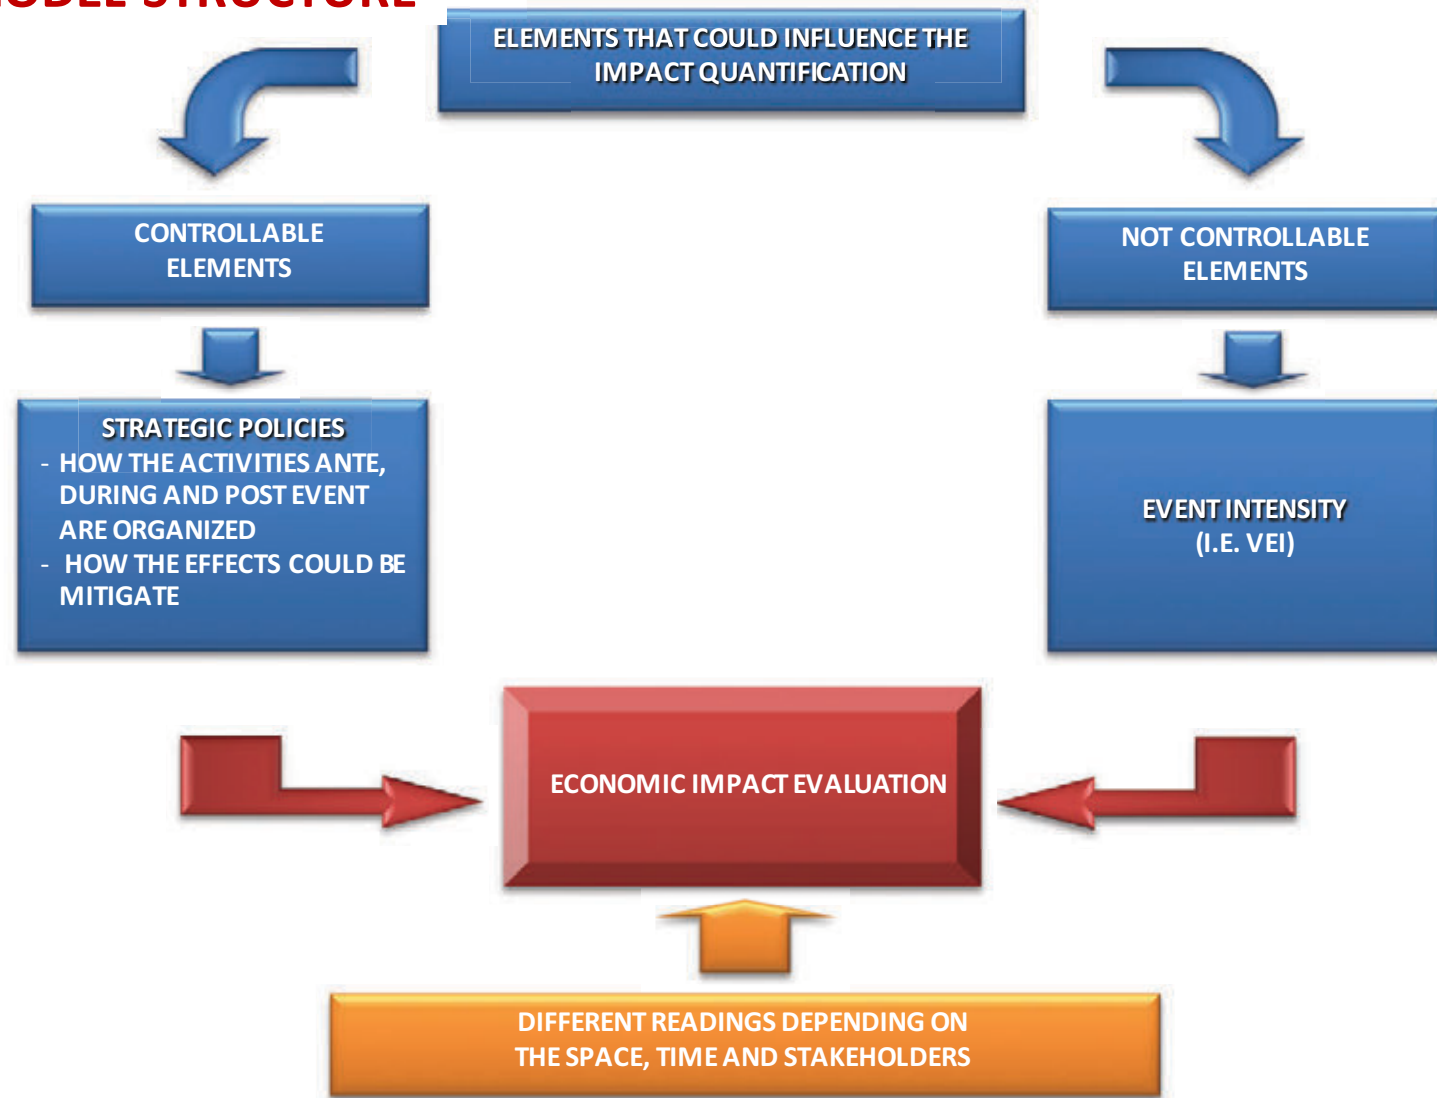 MODEL STRUCTURE
ELEMENTS THAT COULD INFLUENCE THE
IMPACT QUANTIFICATION
CONTROLLABLE
ELEMENTS
NOT CONTROLLABLE
ELEMENTS
STRATEGIC POLICIES
- HOW THE ACTIVITIES ANTE,
DURING AND POST EVENT
ARE ORGANIZED
- HOW THE EFFECTS COULD BE
MITIGATE
EVENT INTENSITY
(I.E. VEI)
ECONOMIC IMPACT EVALUATION
DIFFERENT READINGS DEPENDING ON
THE SPACE, TIME AND STAKEHOLDERS